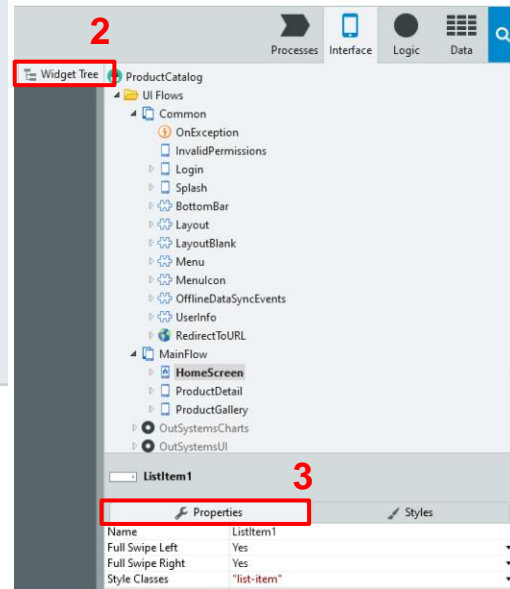 2
Processes Interface Logic Data
Widget Tree
ProductCatalog
UI Flows
Common
OnException
InvalidPermissions
Login
Splash
BottomBar
Layout
LayoutBlank
Menu
MenuIcon
OfflineDataSyncEvents
UserInfo
RedirectToURL
MainFlow
HomeScreen
ProductDetail
ProductGallery
OutSystemsCharts
OutSystemsUI
ListItem1
3
Properties Styles
Name ListItem1
Full Swipe Left Yes
Full Swipe Right Yes
Style Classes "list-item"